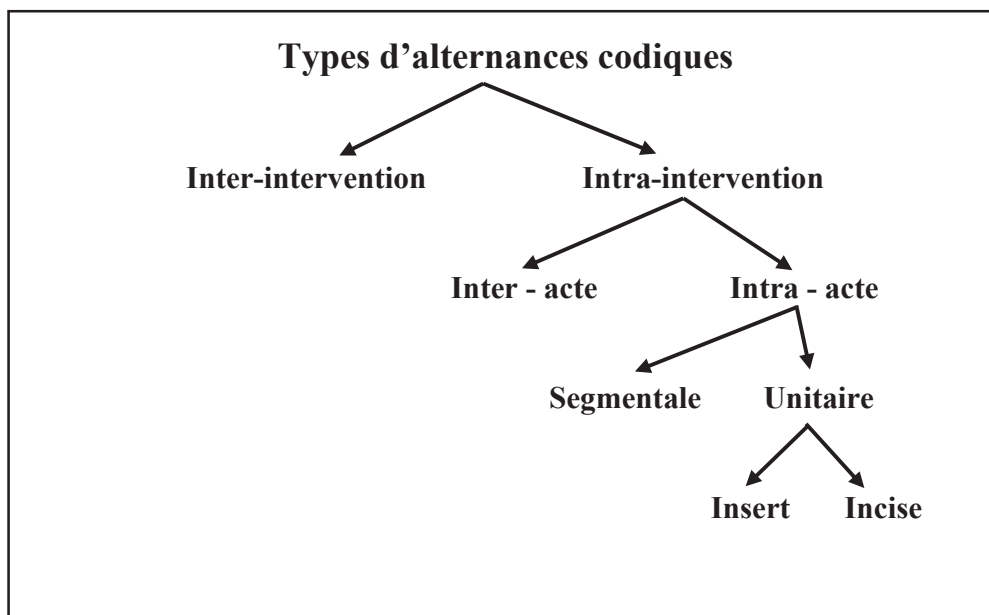 Types d’alternances codiques
Inter-intervention Intra-intervention
Inter - acte Intra - acte
Segmentale Unitaire
Insert Incise